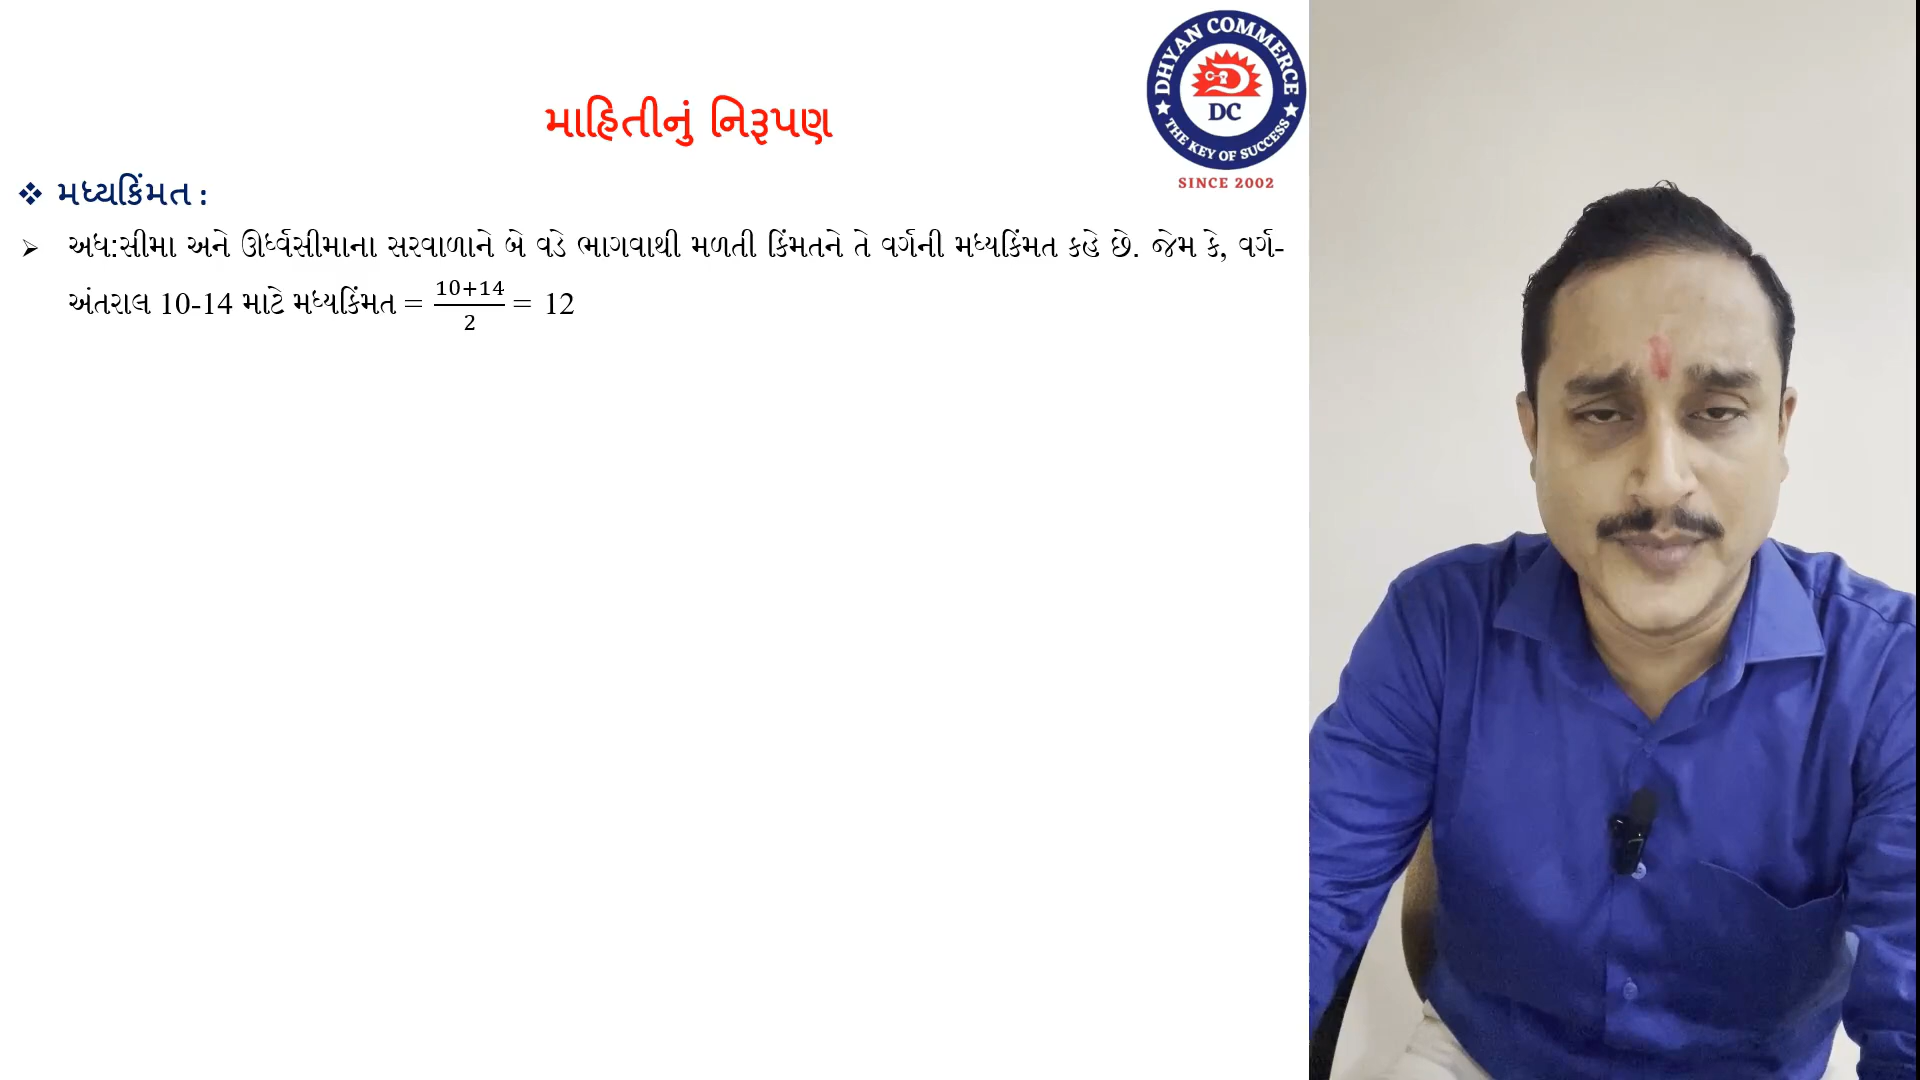 DHYAN COMMERCE
DC
THE KEY OF SUCCESS
SINCE 2002
માહિતીનું નિરૂપણ
❖ મધ્યકિંમત :
➢ અધ:સીમા અને ઊર્ધ્વસીમાના સરવાળાને બે વડે ભાગવાથી મળતી કિંમતને તે વર્ગની મધ્યકિંમત કહે છે. જેમ કે, વર્ગ-
અંતરાલ 10-14 માટે મધ્યકિંમત = \frac{10+14}{2} = 12